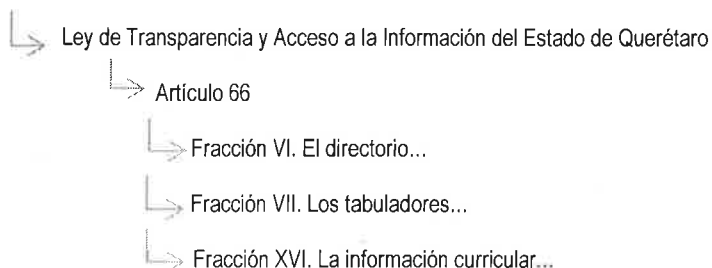 Ley de Transparencia y Acceso a la Información del Estado de Querétaro
Artículo 66
Fracción VI. El directorio...
Fracción VII. Los tabuladores...
Fracción XVI. La información curricular...